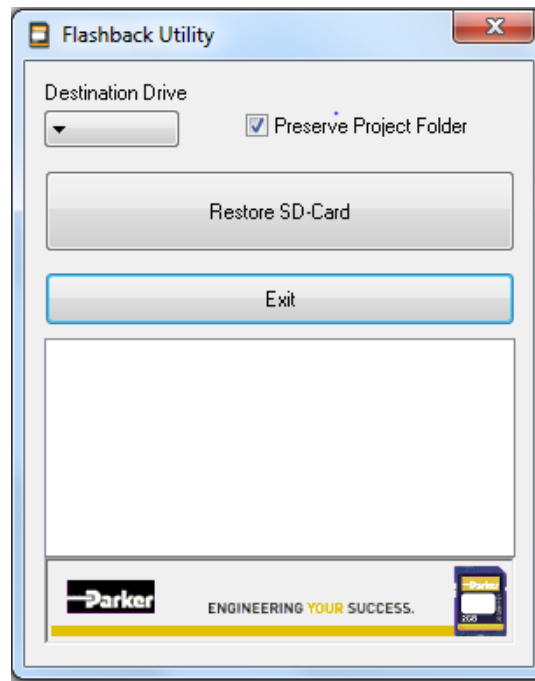 Flashback Utility
Destination Drive
Preserve Project Folder
Restore SD-Card
Exit
Parker
ENGINEERING YOUR SUCCESS.
Parker
2GB